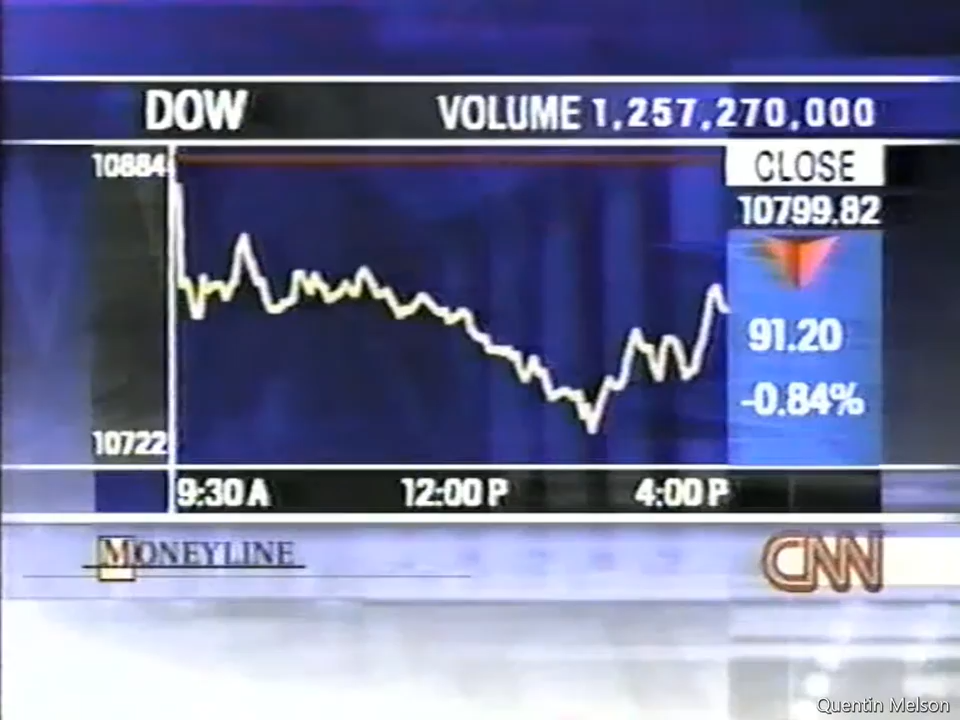 DOW VOLUME 1,257,270,000
10884 CLOSE
10799.82
91.20
-0.84%
10722
9:30 A 12:00 P 4:00 P
MONEYLINE CNN
Quentin Melson